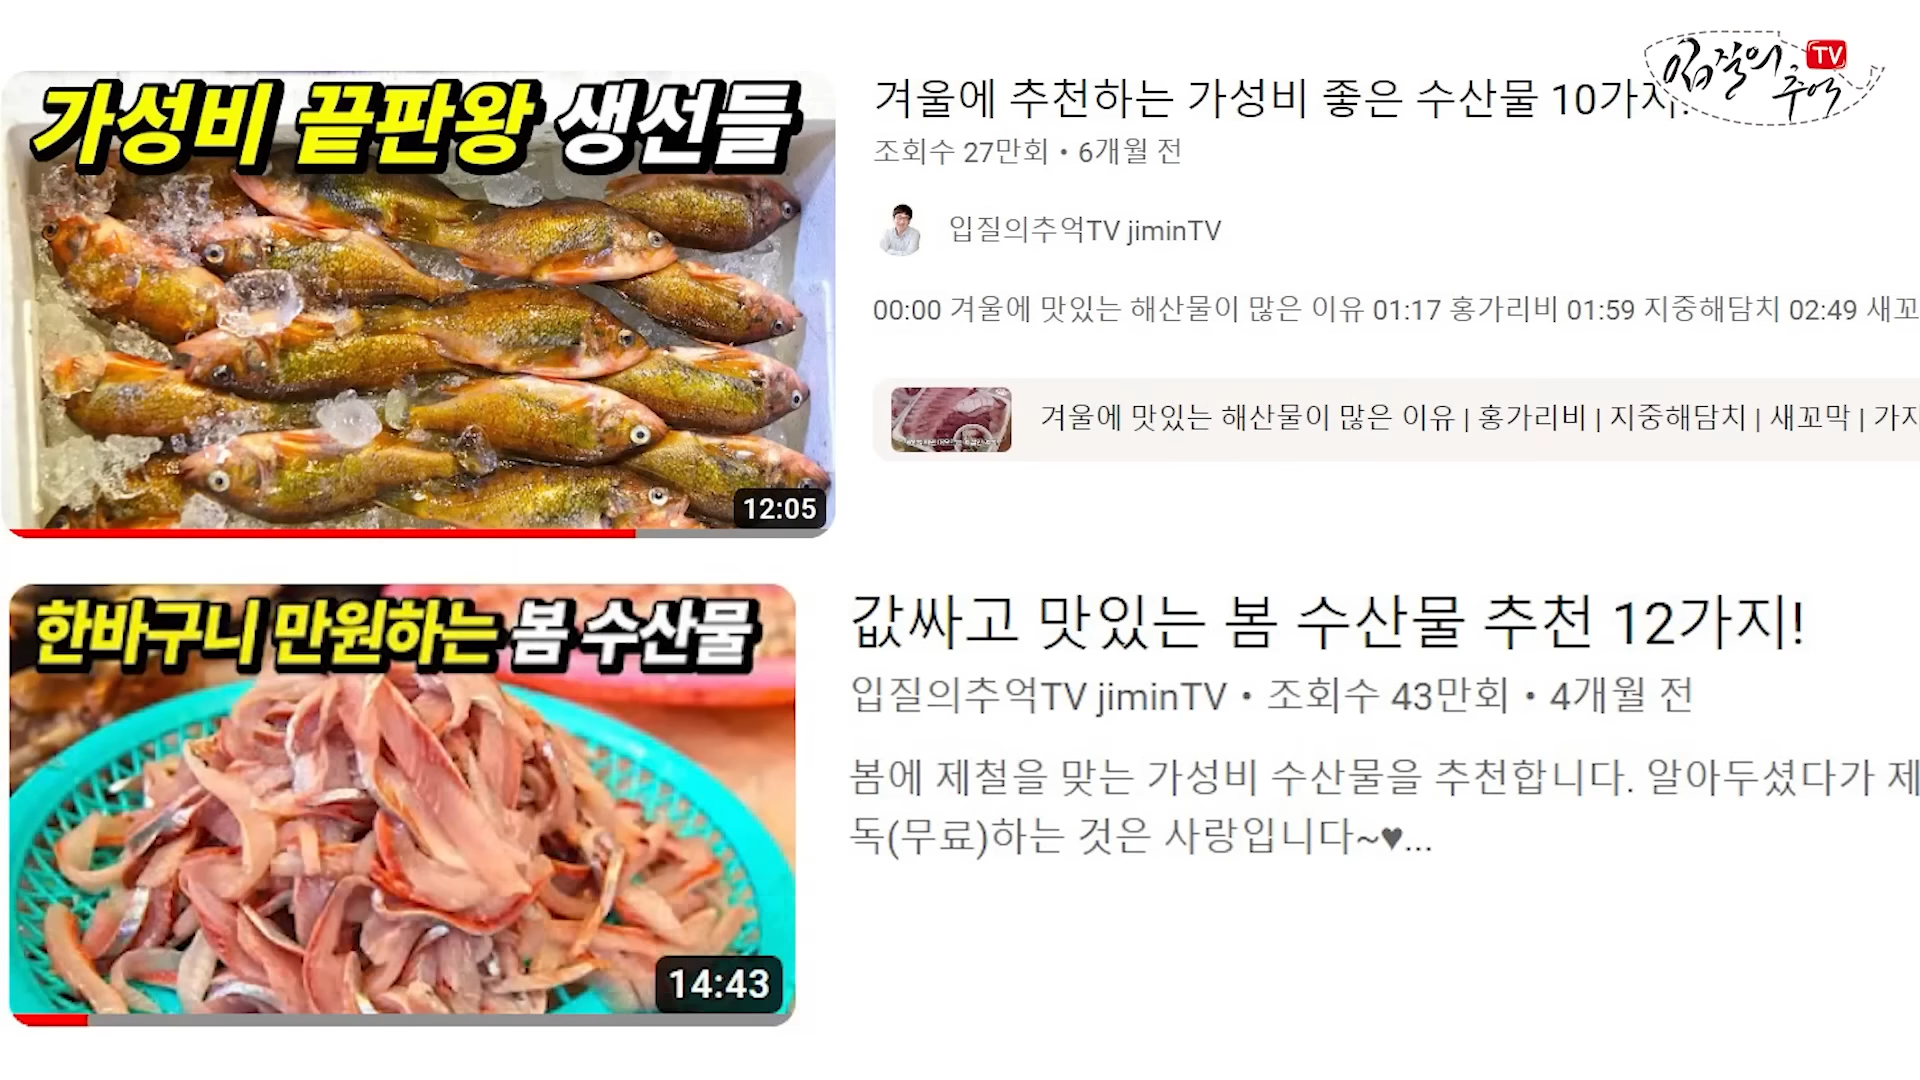 가성비 끝판왕 생선들
12:05
겨울에 추천하는 가성비 좋은 수산물 10가지!
입질의 추억 TV
조회수 27만회 • 6개월 전
입질의추억TV jiminTV
00:00 겨울에 맛있는 해산물이 많은 이유 01:17 홍가리비 01:59 지중해담치 02:49 새꼬
겨울에 맛있는 해산물이 많은 이유 | 홍가리비 | 지중해담치 | 새꼬막 | 가지
한바구니 만원하는 봄 수산물
14:43
값싸고 맛있는 봄 수산물 추천 12가지!
입질의추억TV jiminTV • 조회수 43만회 • 4개월 전
봄에 제철을 맞는 가성비 수산물을 추천합니다. 알아두셨다가 제
독(무료)하는 것은 사랑입니다~♥...